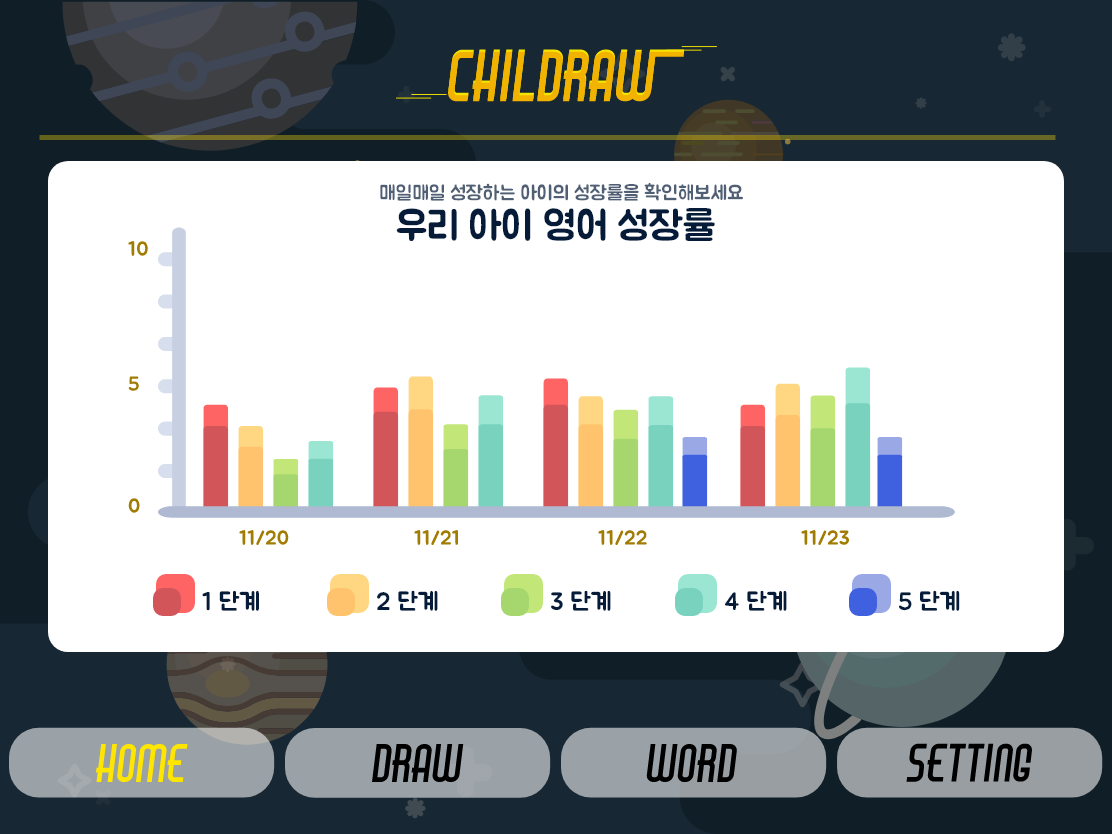 CHILDRAW
매일매일 성장하는 아이의 성장률을 확인해보세요
우리 아이 영어 성장률
10
5
0
11/20 11/21 11/22 11/23
1 단계 2 단계 3 단계 4 단계 5 단계
HOME DRAW WORD SETTING